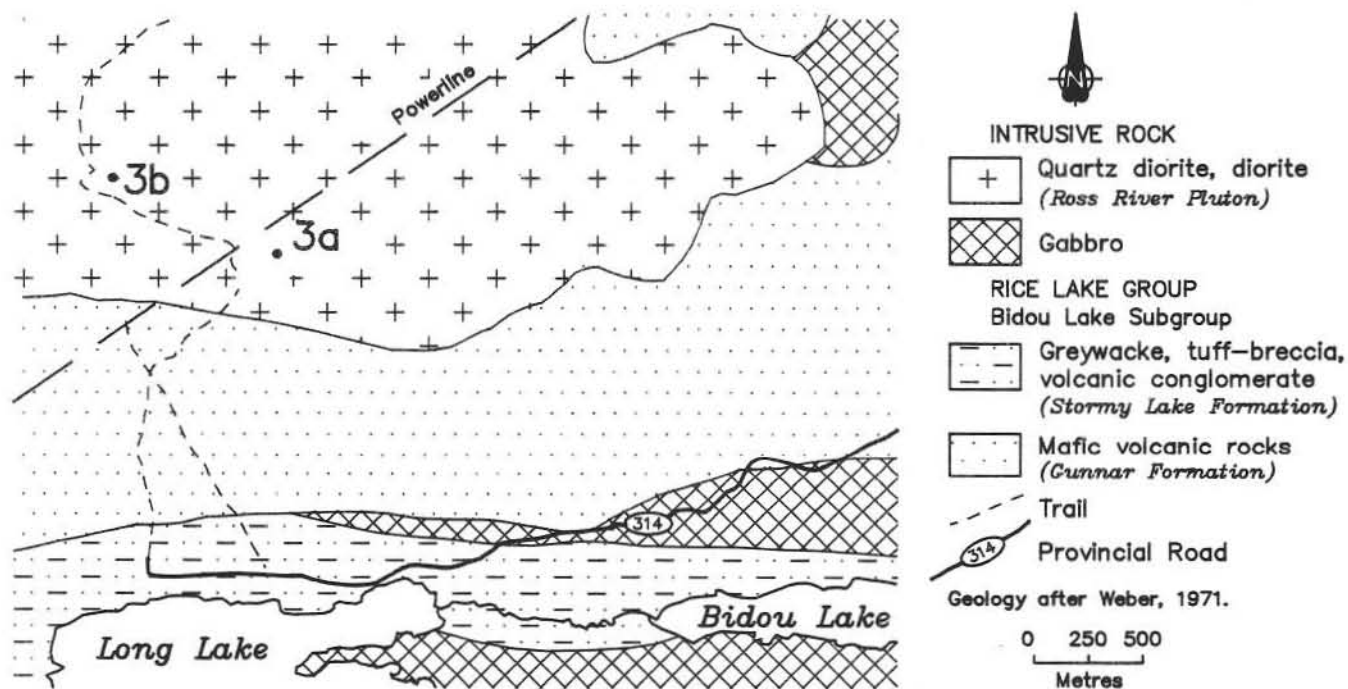 Powerline
3b
3a
314
Long Lake
Bidou Lake
N
INTRUSIVE ROCK
Quartz diorite, diorite
(Ross River Pluton)
Gabbro
RICE LAKE GROUP
Bidou Lake Subgroup
Greywacke, tuff-breccia,
volcanic conglomerate
(Stormy Lake Formation)
Mafic volcanic rocks
(Gunnar Formation)
Trail
314 Provincial Road
Geology after Weber, 1971.
0 250 500
Metres